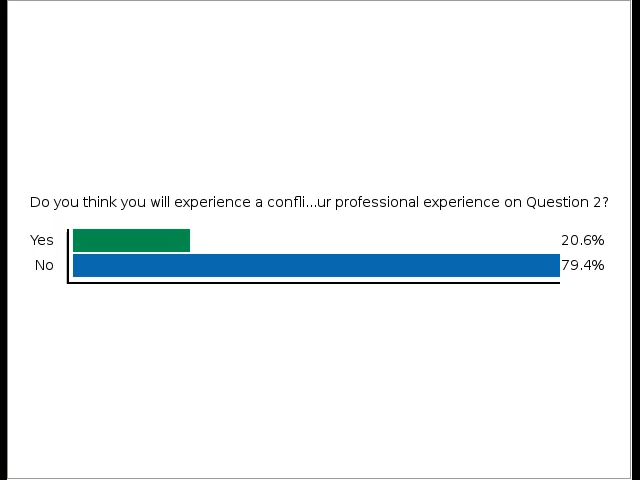 Do you think you will experience a confli...ur professional experience on Question 2?
Yes 20.6%
No 79.4%